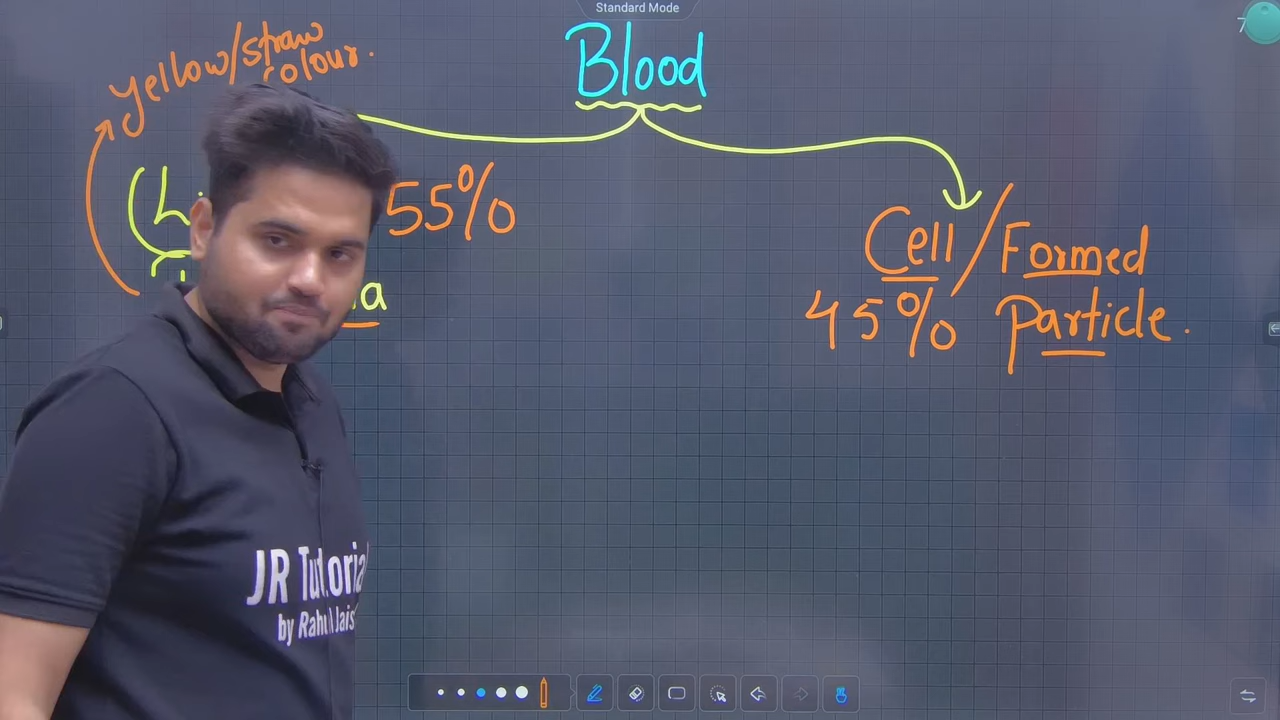 Standard Mode
Blood
yellow/straw
colour.
55%
Cell/Formed
45% Particle.
JR Tutorial
by Rahul Jais